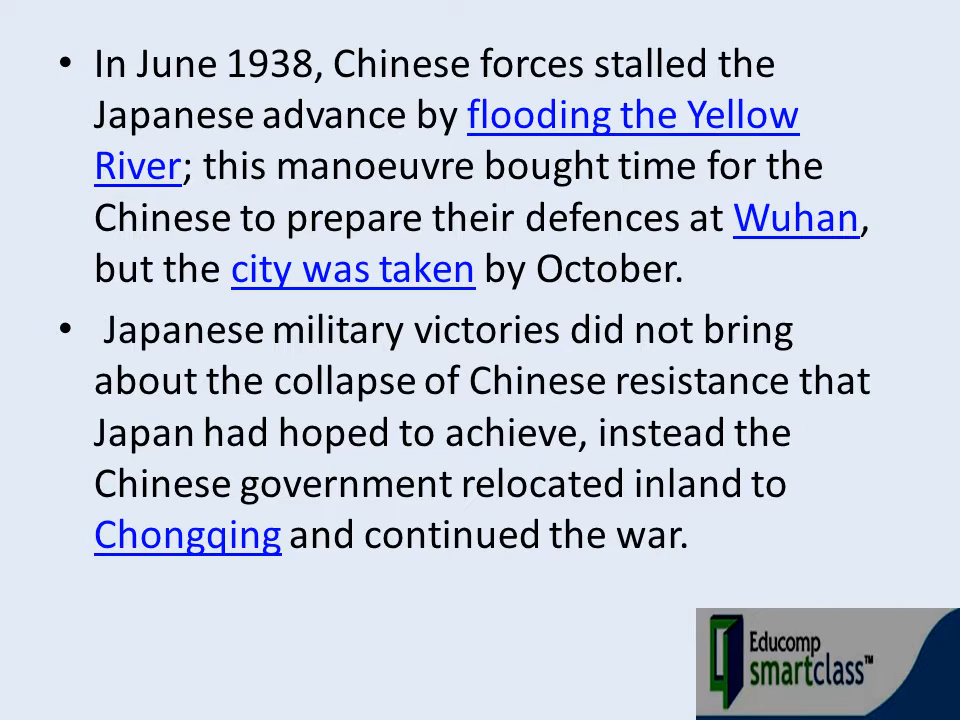 • In June 1938, Chinese forces stalled the
Japanese advance by flooding the Yellow
River; this manoeuvre bought time for the
Chinese to prepare their defences at Wuhan,
but the city was taken by October.
• Japanese military victories did not bring
about the collapse of Chinese resistance that
Japan had hoped to achieve, instead the
Chinese government relocated inland to
Chongqing and continued the war.
Educomp
smartclass™